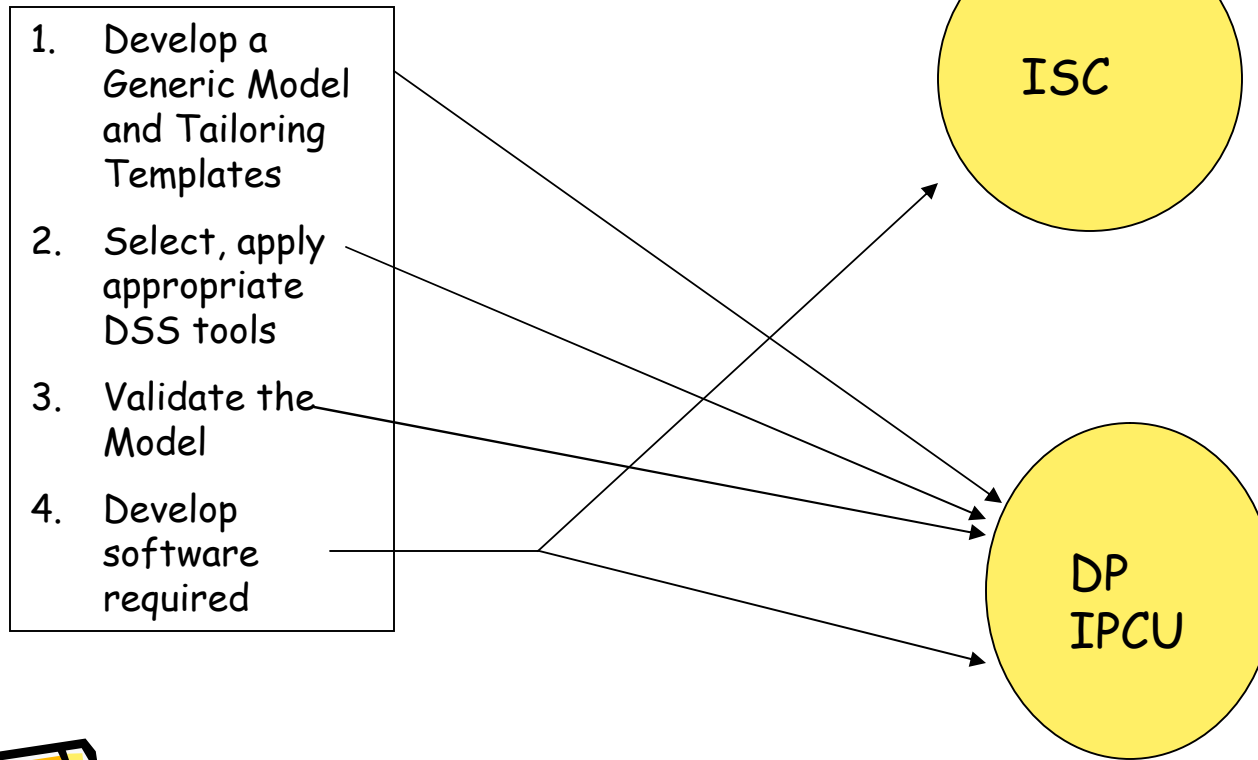 1. Develop a
Generic Model
and Tailoring
Templates
2. Select, apply
appropriate
DSS tools
3. Validate the
Model
4. Develop
software
required
ISC
DP
IPCU